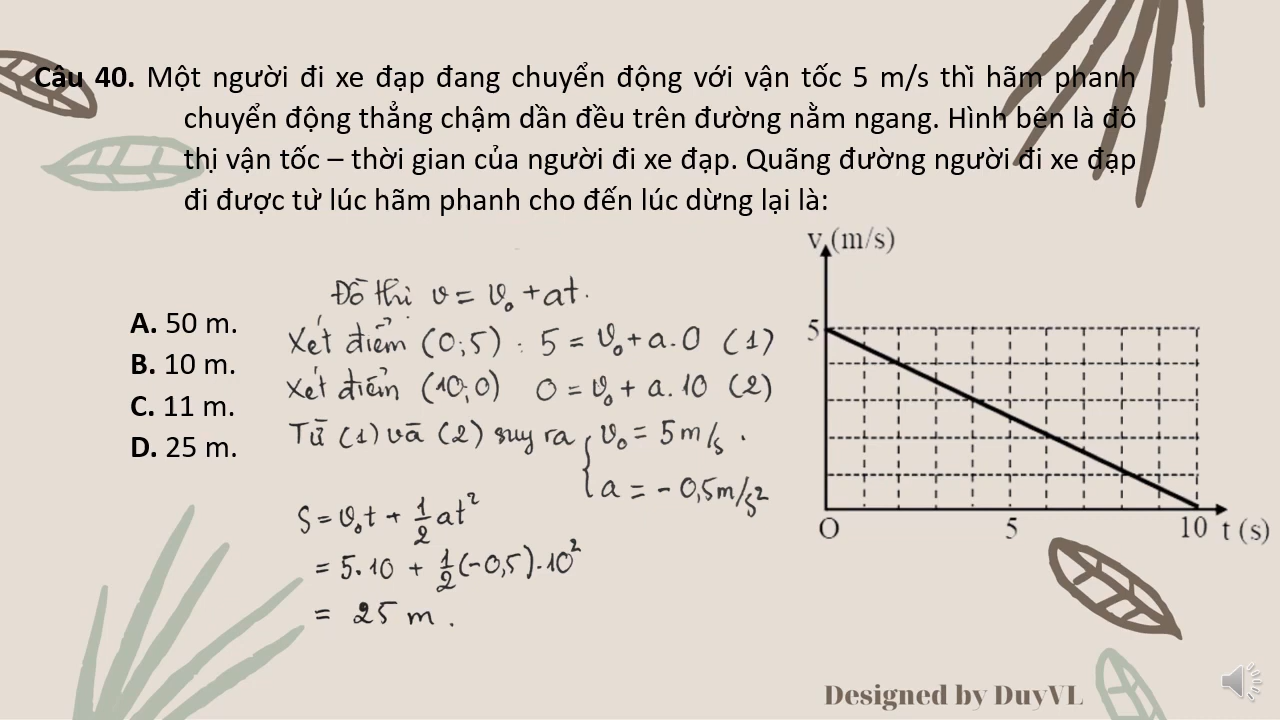 Câu 40. Một người đi xe đạp đang chuyển động với vận tốc 5 m/s thì hãm phanh
chuyển động thẳng chậm dần đều trên đường nằm ngang. Hình bên là đô
thị vận tốc – thời gian của người đi xe đạp. Quãng đường người đi xe đạp
đi được từ lúc hãm phanh cho đến lúc dừng lại là:
A. 50 m.
B. 10 m.
C. 11 m.
D. 25 m.
Đồ thị v = v₀ + at.
Xét điểm (0;5) : 5 = v₀ + a.0 (1)
Xét điểm (10;0) 0 = v₀ + a.10 (2)
Từ (1) và (2) suy ra { v₀ = 5 m/s .
a = - 0,5 m/s²
S = v₀t + 1/2 at²
= 5.10 + 1/2 (-0,5).10²
= 25 m .
v (m/s)
5
O 5 10 t (s)
Designed by DuyVL